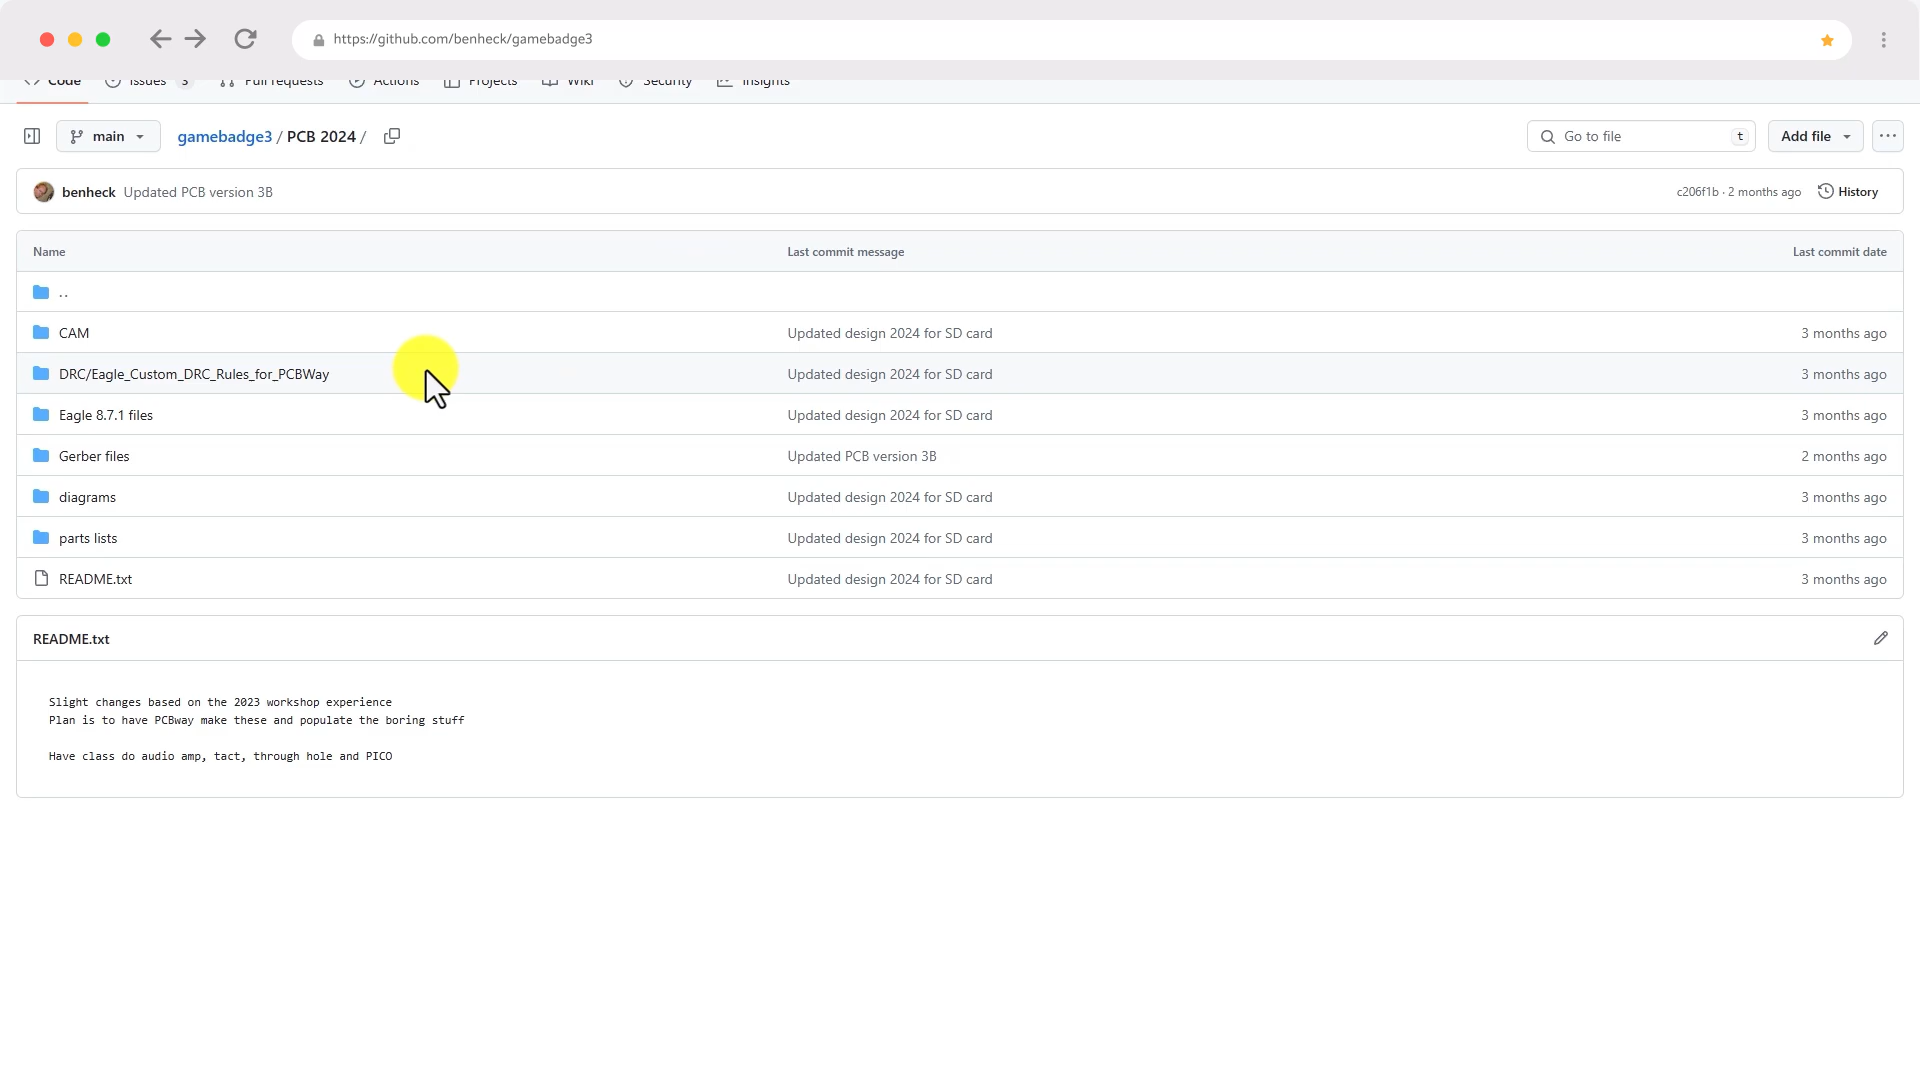 https://github.com/benheck/gamebadge3
Code Issues 3 Pull requests Actions Projects Wiki Security Insights
main gamebadge3 / PCB 2024 / Go to file t Add file
benheck Updated PCB version 3B c206f1b · 2 months ago History
Name Last commit message Last commit date
..
CAM Updated design 2024 for SD card 3 months ago
DRC/Eagle_Custom_DRC_Rules_for_PCBWay Updated design 2024 for SD card 3 months ago
Eagle 8.7.1 files Updated design 2024 for SD card 3 months ago
Gerber files Updated PCB version 3B 2 months ago
diagrams Updated design 2024 for SD card 3 months ago
parts lists Updated design 2024 for SD card 3 months ago
README.txt Updated design 2024 for SD card 3 months ago
README.txt
Slight changes based on the 2023 workshop experience
Plan is to have PCBway make these and populate the boring stuff
Have class do audio amp, tact, through hole and PICO